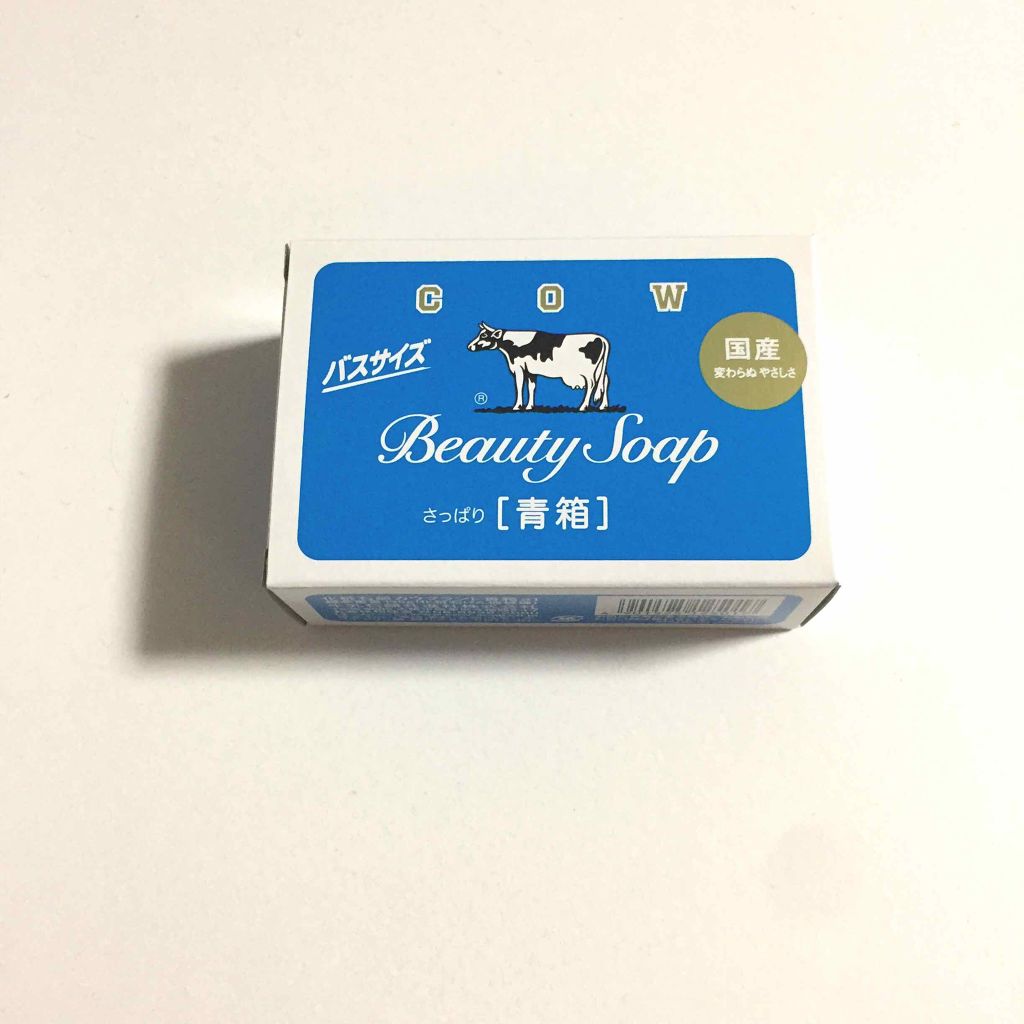 COW
バスサイズ
国産
変わらぬ やさしさ
®
Beauty Soap
さっぱり [青箱]